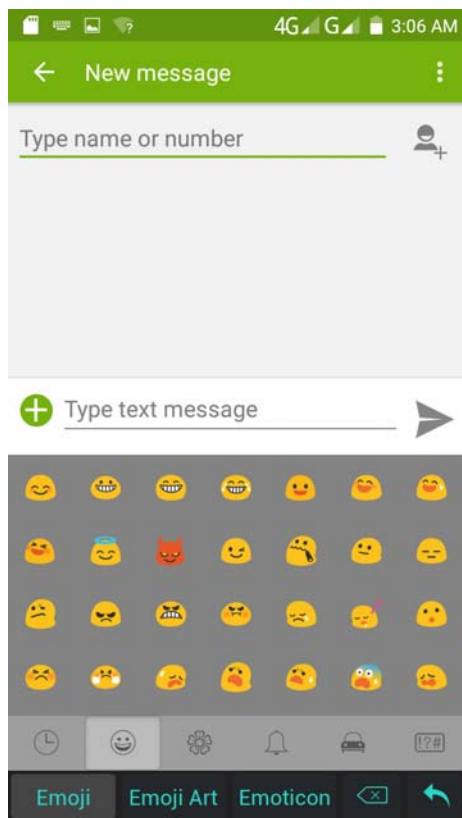 4G G 3:06 AM
New message
Type name or number
Type text message
!?#
Emoji Emoji Art Emoticon